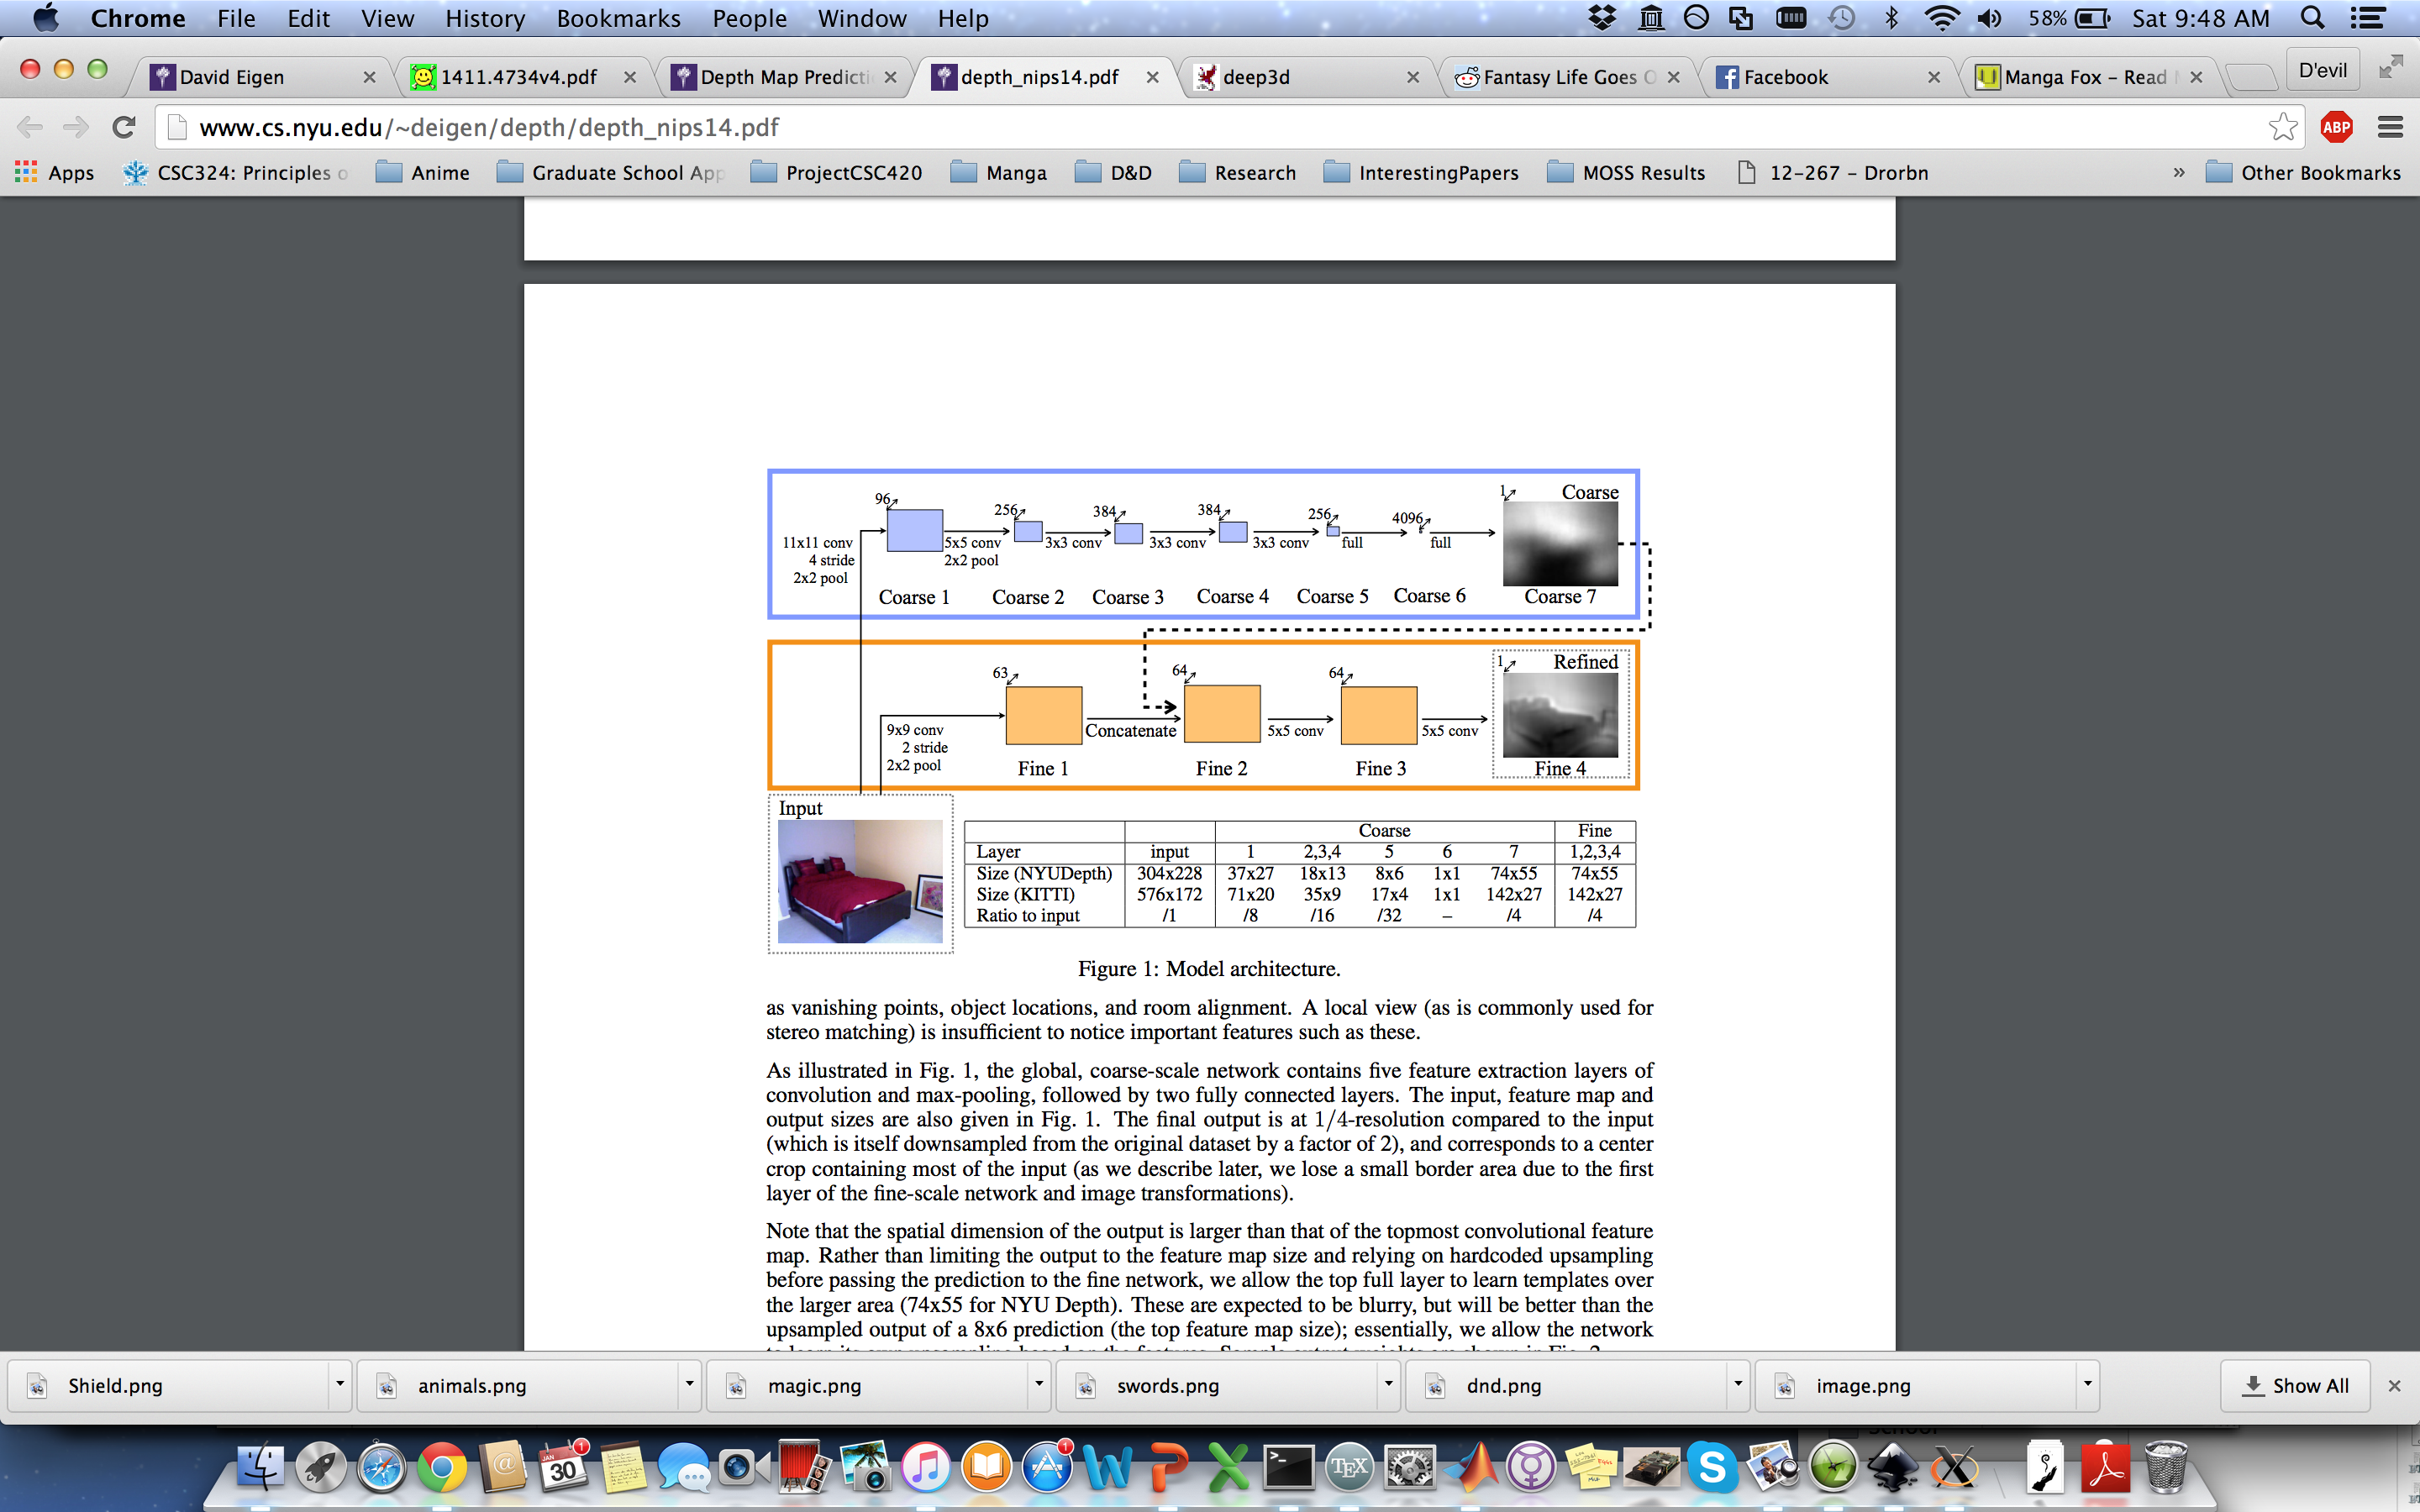 Chrome File Edit View History Bookmarks People Window Help 58% Sat 9:48 AM
David Eigen 1411.4734v4.pdf Depth Map Predicti depth_nips14.pdf deep3d Fantasy Life Goes O Facebook Manga Fox – Read D'evil
www.cs.nyu.edu/~deigen/depth/depth_nips14.pdf ABP
Apps CSC324: Principles o Anime Graduate School App ProjectCSC420 Manga D&D Research InterestingPapers MOSS Results 12-267 – Drorbn » Other Bookmarks
96 256 384 384 256 4096 1 Coarse
11x11 conv 5x5 conv 3x3 conv 3x3 conv 3x3 conv full full
4 stride 2x2 pool
2x2 pool
Coarse 1 Coarse 2 Coarse 3 Coarse 4 Coarse 5 Coarse 6 Coarse 7
63 64 64 1 Refined
9x9 conv Concatenate 5x5 conv 5x5 conv
2 stride
2x2 pool
Fine 1 Fine 2 Fine 3 Fine 4
Input
Coarse Fine
Layer input 1 2,3,4 5 6 7 1,2,3,4
Size (NYUDepth) 304x228 37x27 18x13 8x6 1x1 74x55 74x55
Size (KITTI) 576x172 71x20 35x9 17x4 1x1 142x27 142x27
Ratio to input /1 /8 /16 /32 – /4 /4
Figure 1: Model architecture.
as vanishing points, object locations, and room alignment. A local view (as is commonly used for
stereo matching) is insufficient to notice important features such as these.
As illustrated in Fig. 1, the global, coarse-scale network contains five feature extraction layers of
convolution and max-pooling, followed by two fully connected layers. The input, feature map and
output sizes are also given in Fig. 1. The final output is at 1/4-resolution compared to the input
(which is itself downsampled from the original dataset by a factor of 2), and corresponds to a center
crop containing most of the input (as we describe later, we lose a small border area due to the first
layer of the fine-scale network and image transformations).
Note that the spatial dimension of the output is larger than that of the topmost convolutional feature
map. Rather than limiting the output to the feature map size and relying on hardcoded upsampling
before passing the prediction to the fine network, we allow the top full layer to learn templates over
the larger area (74x55 for NYU Depth). These are expected to be blurry, but will be better than the
upsampled output of a 8x6 prediction (the top feature map size); essentially, we allow the network
Shield.png animals.png magic.png swords.png dnd.png image.png Show All
JAN 30 1 1 TEX